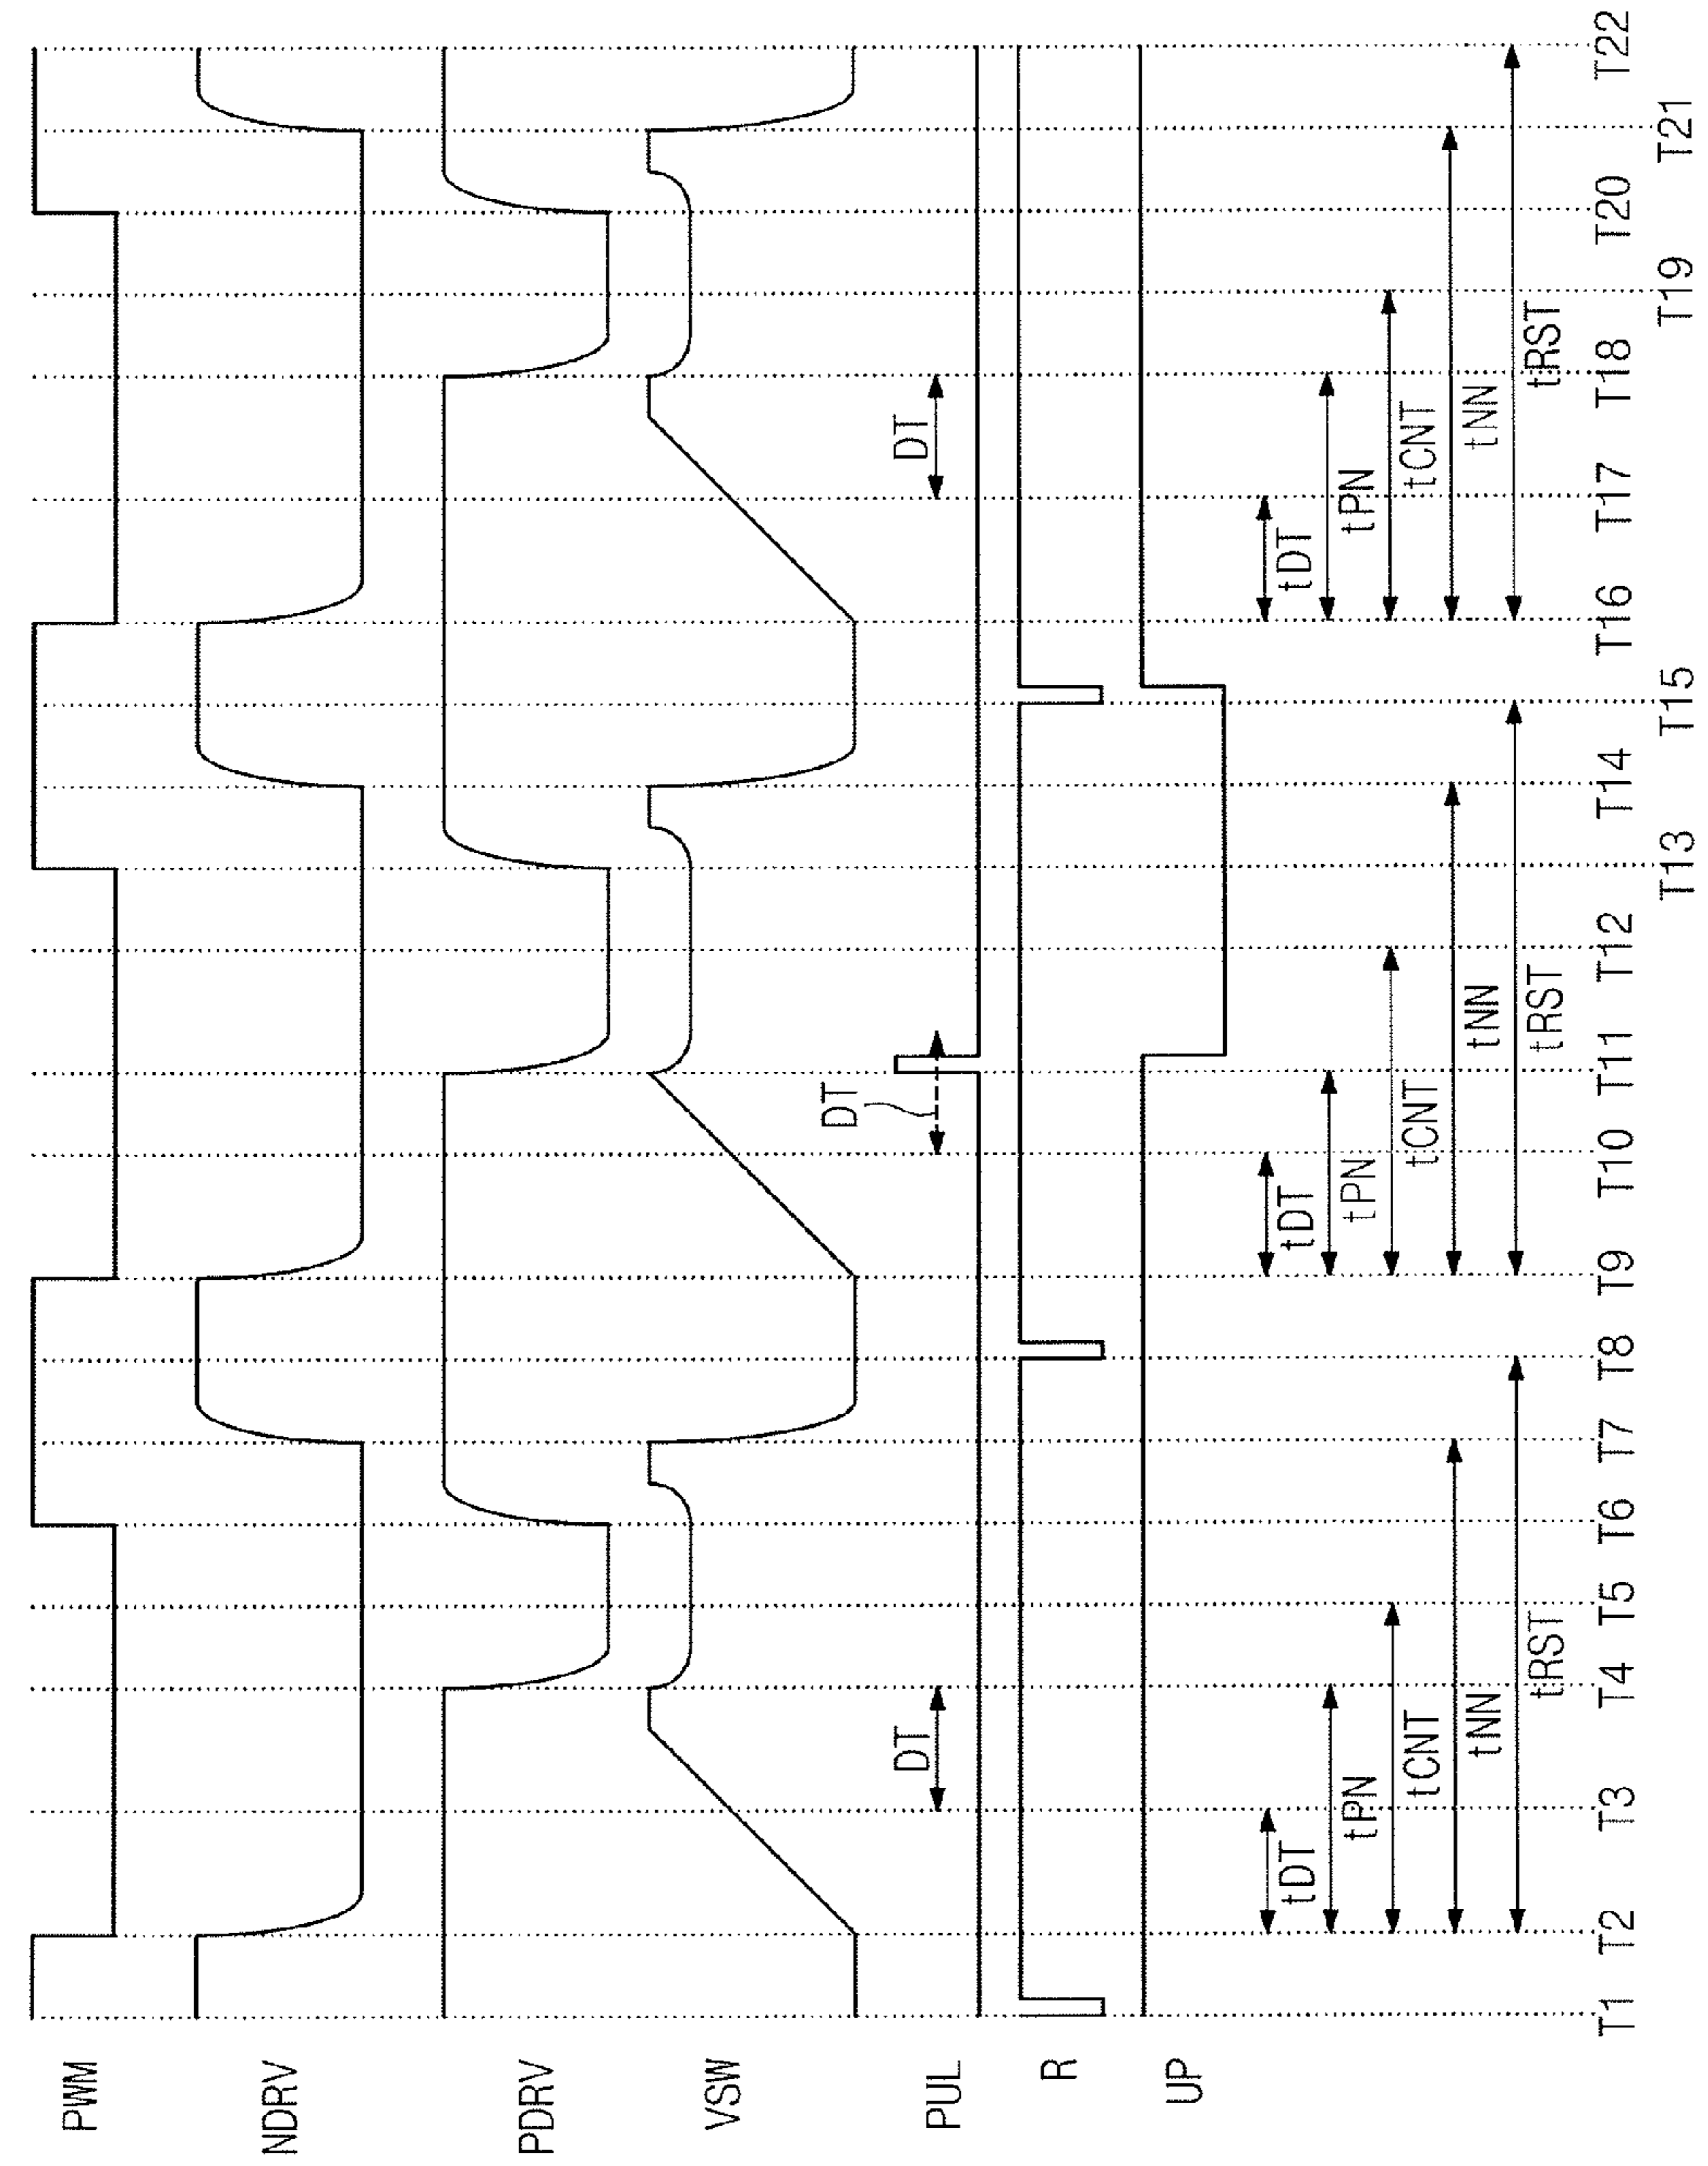 PWM
NDRV
PDRV
VSW
PUL
DT
DT
DT
R
UP
tDT
tDT
tDT
tPN
tPN
tPN
tCNT
tCNT
tCNT
tNN
tNN
tNN
tRST
tRST
tRST
T1
T2
T3
T4
T5
T6
T7
T8
T9
T10
T11
T12
T13
T14
T15
T16
T17
T18
T19
T20
T21
T22